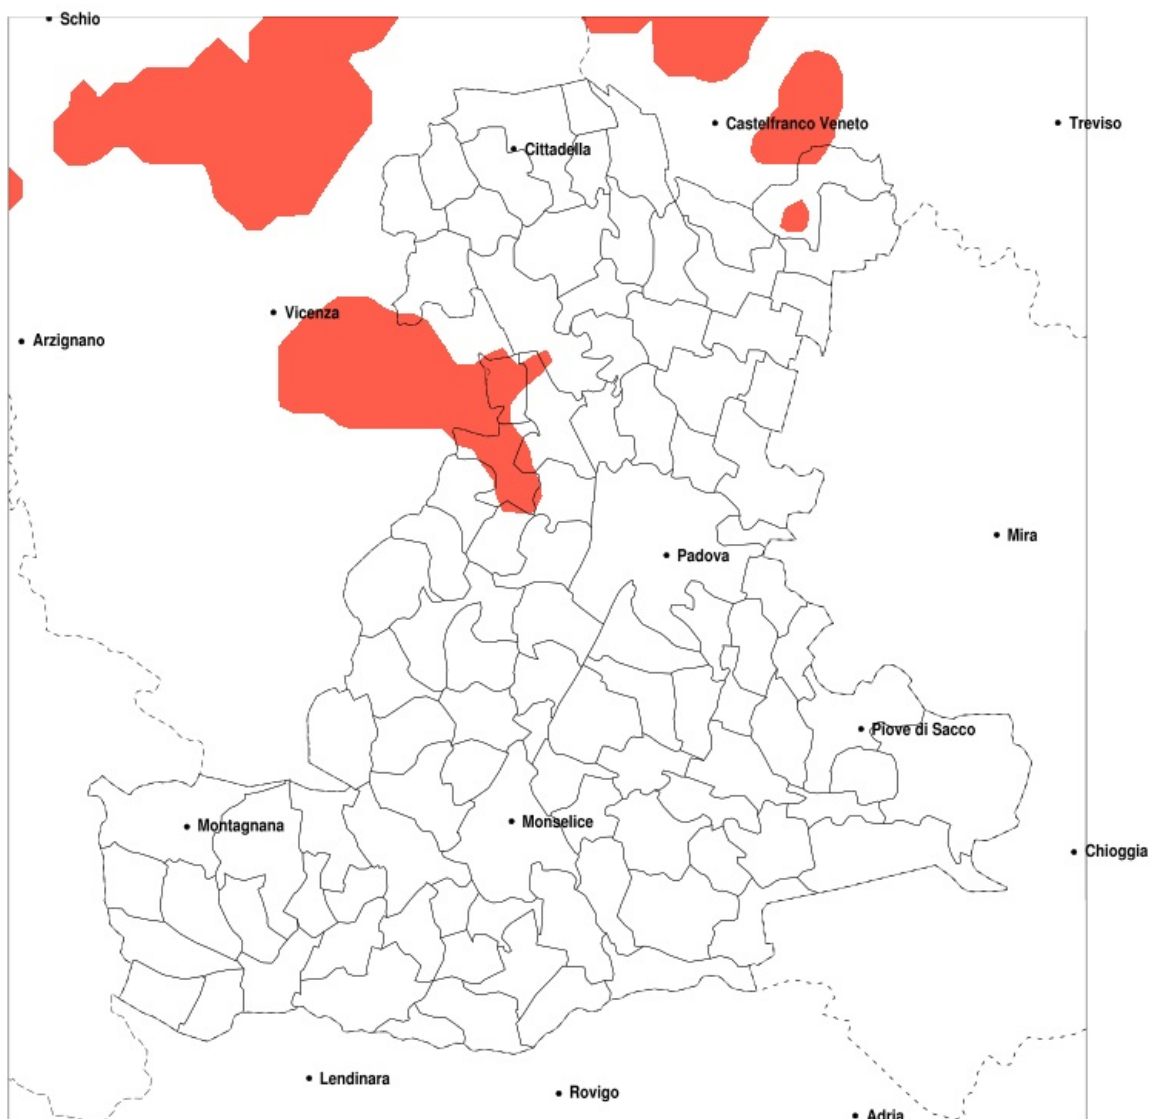 Schio
Castelfranco Veneto
Treviso
Cittadella
Vicenza
Arzignano
Mira
Padova
Piove di Sacco
Montagnana
Monselice
Chioggia
Lendinara
Rovigo
Adria